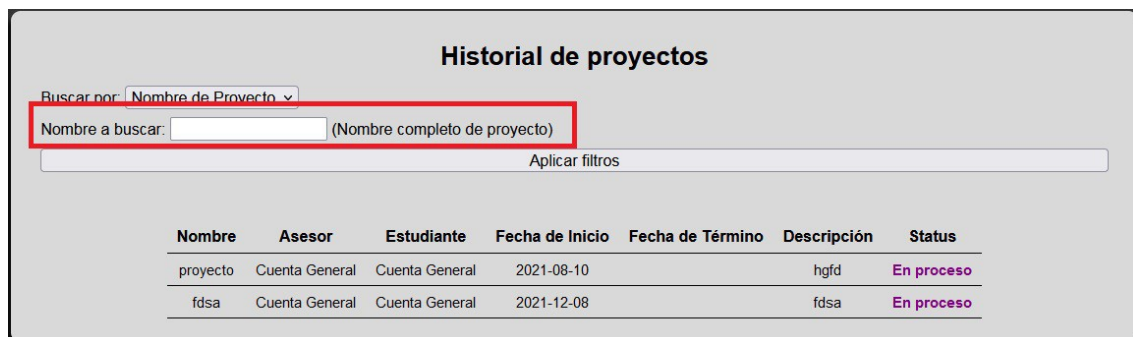 Historial de proyectos
Buscar por: Nombre de Proyecto
Nombre a buscar: (Nombre completo de proyecto)
Aplicar filtros
Nombre Asesor Estudiante Fecha de Inicio Fecha de Término Descripción Status
proyecto Cuenta General Cuenta General 2021-08-10 hgfd En proceso
fdsa Cuenta General Cuenta General 2021-12-08 fdsa En proceso